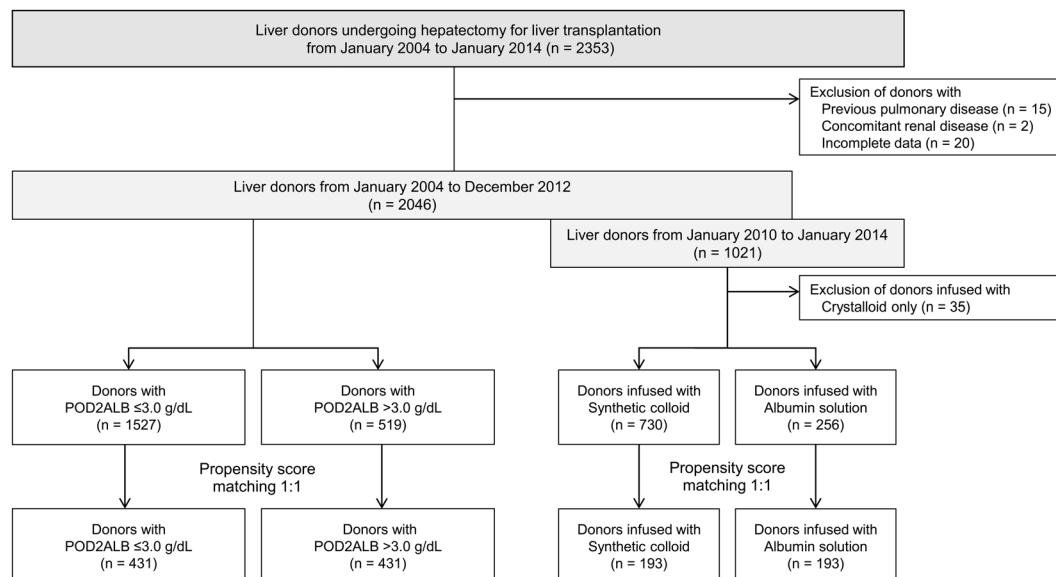 Liver donors undergoing hepatectomy for liver transplantation
from January 2004 to January 2014 (n = 2353)
Exclusion of donors with
Previous pulmonary disease (n = 15)
Concomitant renal disease (n = 2)
Incomplete data (n = 20)
Liver donors from January 2004 to December 2012
(n = 2046)
Liver donors from January 2010 to January 2014
(n = 1021)
Exclusion of donors infused with
Crystalloid only (n = 35)
Donors with
POD2ALB ≤3.0 g/dL
(n = 1527)
Donors with
POD2ALB >3.0 g/dL
(n = 519)
Donors infused with
Synthetic colloid
(n = 730)
Donors infused with
Albumin solution
(n = 256)
Propensity score
matching 1:1
Propensity score
matching 1:1
Donors with
POD2ALB ≤3.0 g/dL
(n = 431)
Donors with
POD2ALB >3.0 g/dL
(n = 431)
Donors infused with
Synthetic colloid
(n = 193)
Donors infused with
Albumin solution
(n = 193)